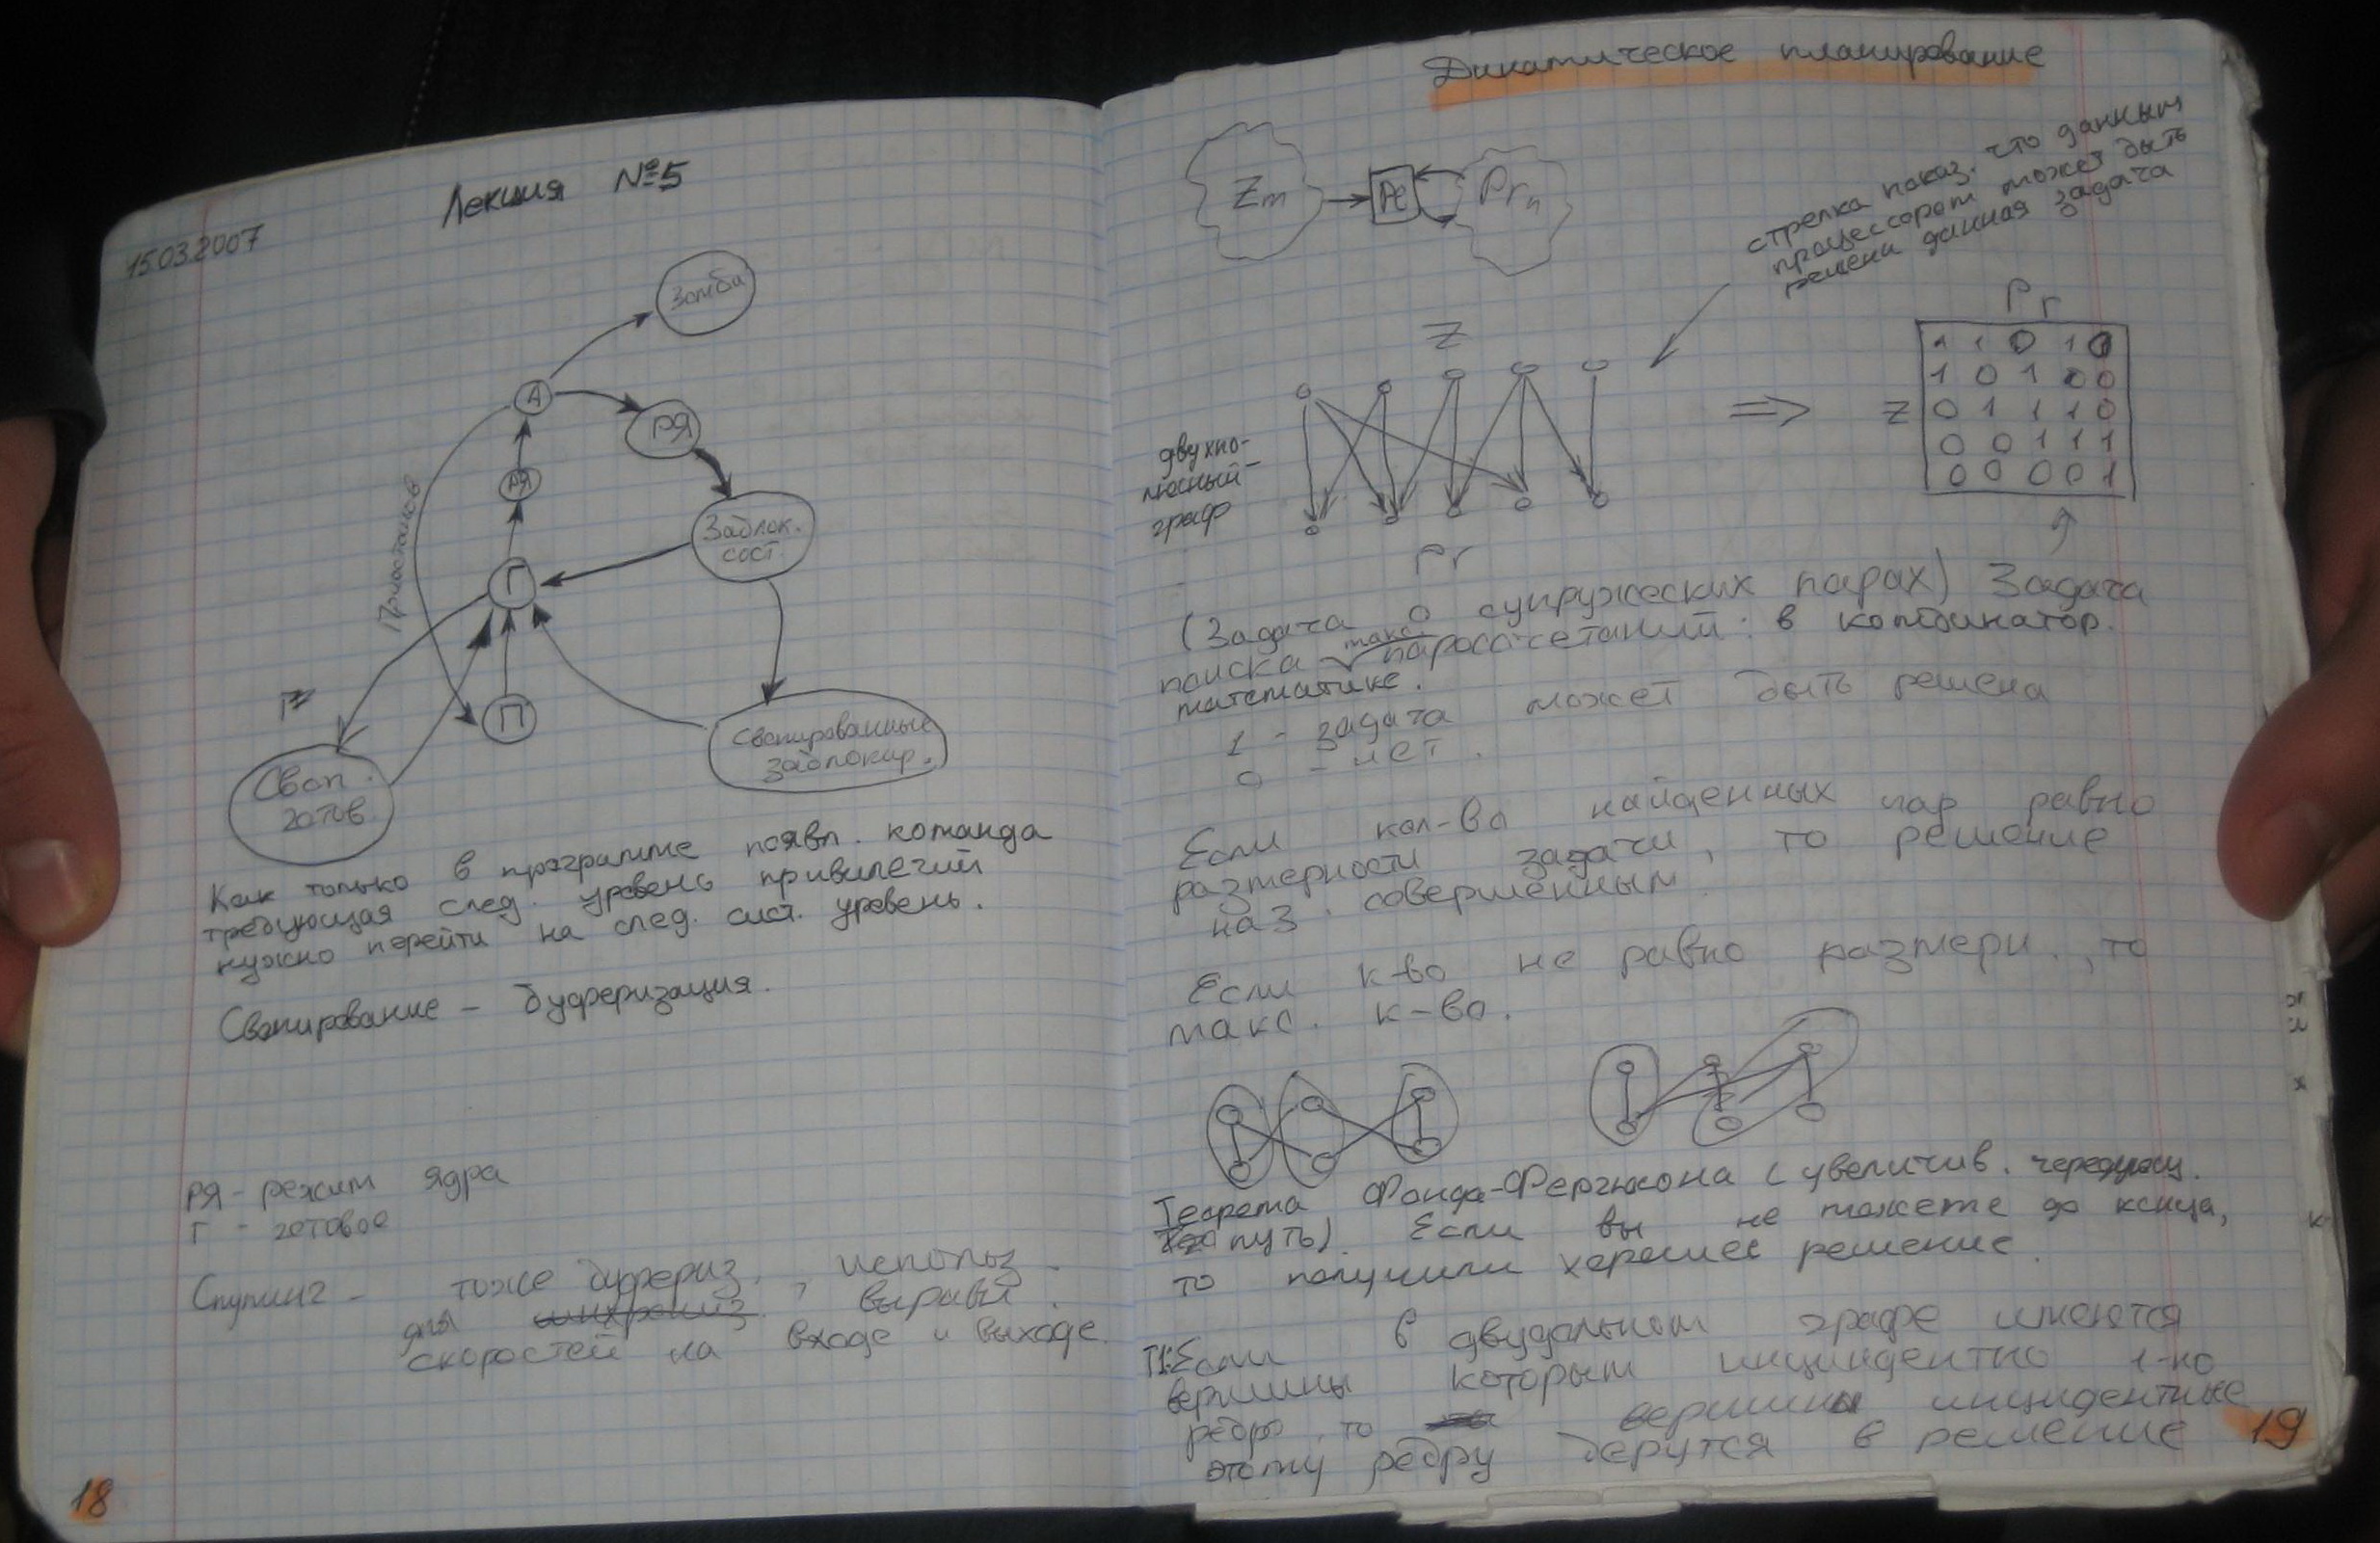 Лекция №5
15.03.2007
Зомби
А
РЯ
РЯ
Приостанов
Заблок.
сост.
Г
П
Свопированные
заблокир.
Своп.
готов.
Как только в программе появл. команда
требующая след. уровень привилегий
нужно перейти на след. сист. уровень.
Свопирование – буферизация.
РЯ – режим ядра
Г – готовое
Спулинг – тоже буфериз., использ.
для синхрониз. выравн.
скоростей на входе и выходе.
18
Динамическое планирование
Zm
Prn
стрелка показ. что данным
процессором может быть
решена данная задача
Z
Pr
двухпо-
люсный
граф
Pr
=>
Z
1 1 0 1 0
1 0 1 0 0
0 1 1 1 0
0 0 1 1 1
0 0 0 0 1
(Задача о супружеских парах) Задача
поиска макс паросочетаний: в комбинатор.
математике.
1 - задача может быть решена
0 - нет.
Если кол-во найденных пар равно
размерности задачи, то решение
наз. совершенным.
Если к-во не равно размерн., то
макс. к-во.
Теорема Форда-Фергюсона (увеличив. чередующ.
путь). Если вы не можете до конца,
то получили хорошее решение.
Т1: Если в двудольном графе имеются
вершины которым инцидентно 1-но
ребро, то вершины инцидентные
этому ребру берутся в решение
19